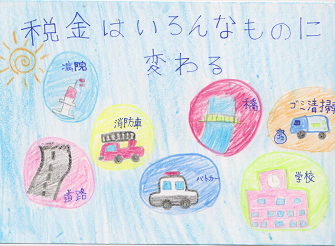 税金はいろんなものに
変わる
病院
消防車
橋
ゴミ清掃車
道路
パトカー
学校